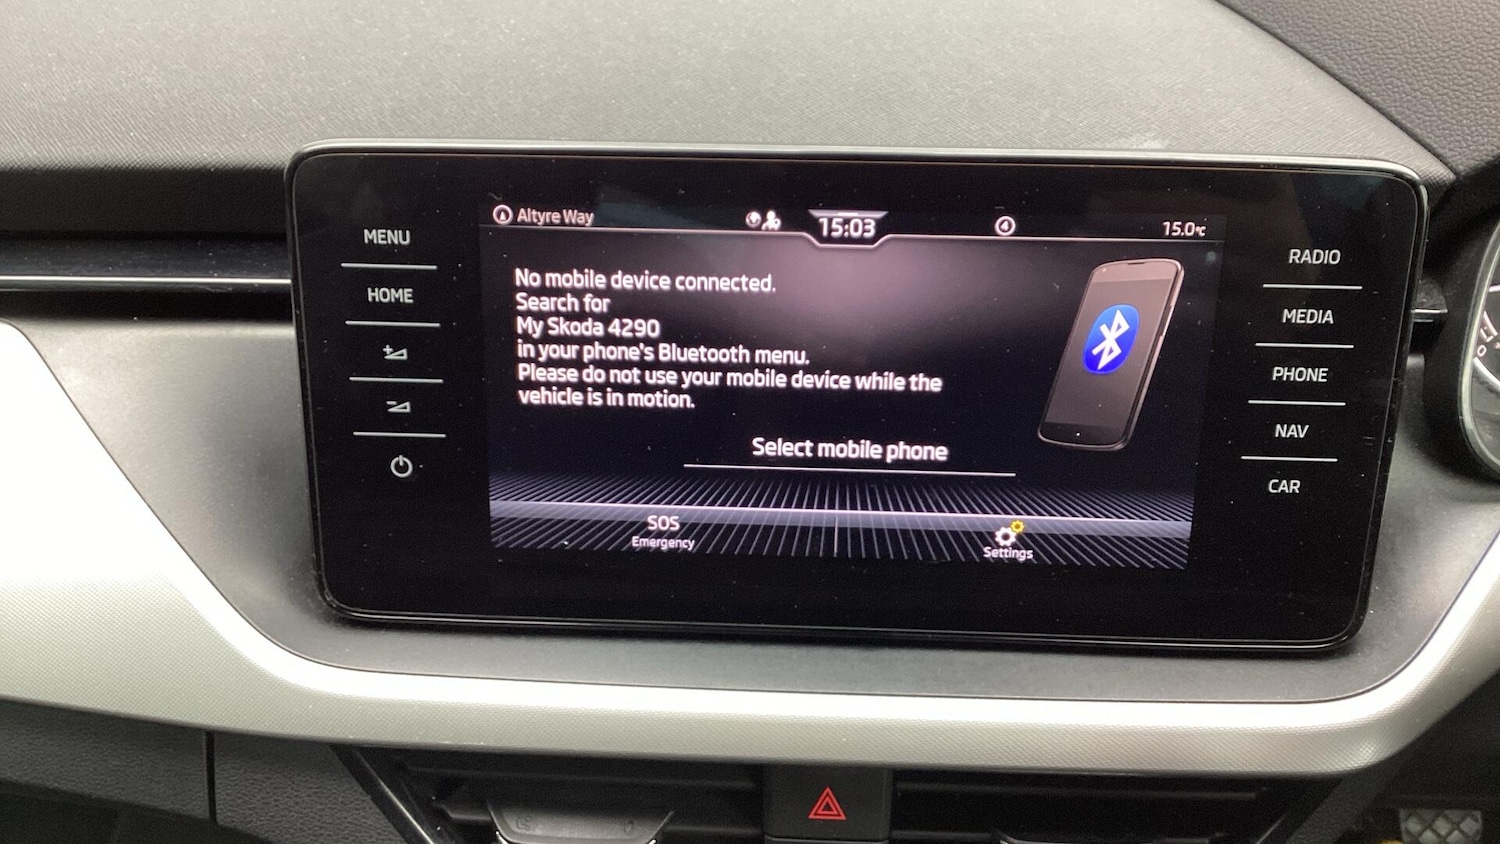 Altyre Way
15:03
4
15.0°C
MENU
HOME
No mobile device connected.
Search for
My Skoda 4290
in your phone's Bluetooth menu.
Please do not use your mobile device while the
vehicle is in motion.
Select mobile phone
SOS
Emergency
Settings
RADIO
MEDIA
PHONE
NAV
CAR